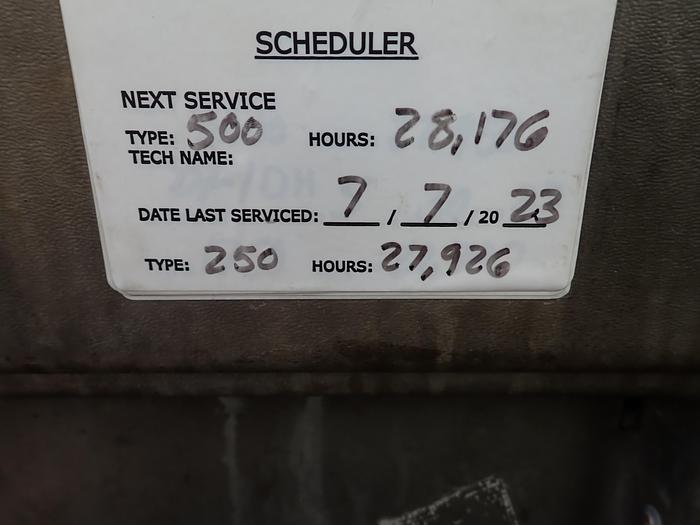 SCHEDULER
NEXT SERVICE
TYPE: 500 HOURS: 28,176
TECH NAME:
DATE LAST SERVICED: 7 / 7 / 20 23
TYPE: 250 HOURS: 27,926